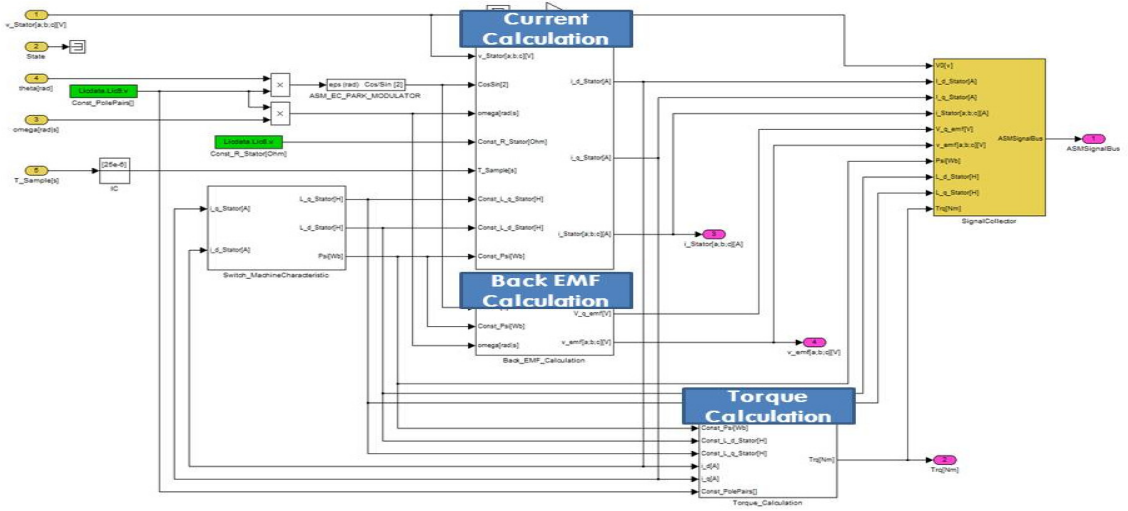 1
v_Stator[a;b;c][V]
2
State
4
theta[rad]
Const_PolePairs[]
3
omega[rad|s]
5
T_Sample[s]
[25e-6]
IC
×
×
eps (rad) Cos/Sin [2]
ASM_EC_PARK_MODULATOR
Const_R_Stator[Ohm]
i_q_Stator[A]
i_d_Stator[A]
L_q_Stator[H]
L_d_Stator[H]
Psi[Wb]
Switch_MachineCharacteristic
Current
Calculation
v_Stator[a;b;c][V]
CosSin[2]
omega[rad|s]
Const_R_Stator[Ohm]
T_Sample[s]
Const_L_q_Stator[H]
Const_L_d_Stator[H]
Const_Psi[Wb]
i_d_Stator[A]
i_q_Stator[A]
i_Stator[a;b;c][A]
3
i_Stator[a;b;c][A]
Back EMF
Calculation
Const_Psi[Wb]
omega[rad|s]
V_q_emf[V]
v_emf[a;b;c][V]
Back_EMF_Calculation
4
v_emf[a;b;c][V]
Torque
Calculation
Const_Psi[Wb]
Const_L_d_Stator[H]
Const_L_q_Stator[H]
i_d[A]
i_q[A]
Const_PolePairs[]
Trq[Nm]
Torque_Calculation
2
Trq[Nm]
V0[v]
I_d_Stator[A]
I_q_Stator[A]
i_Stator[a;b;c][A]
V_q_emf[V]
v_emf[a;b;c][V]
Psi[Wb]
L_d_Stator[H]
L_q_Stator[H]
Trq[Nm]
ASMSignalBus
SignalCollector
1
ASMSignalBus